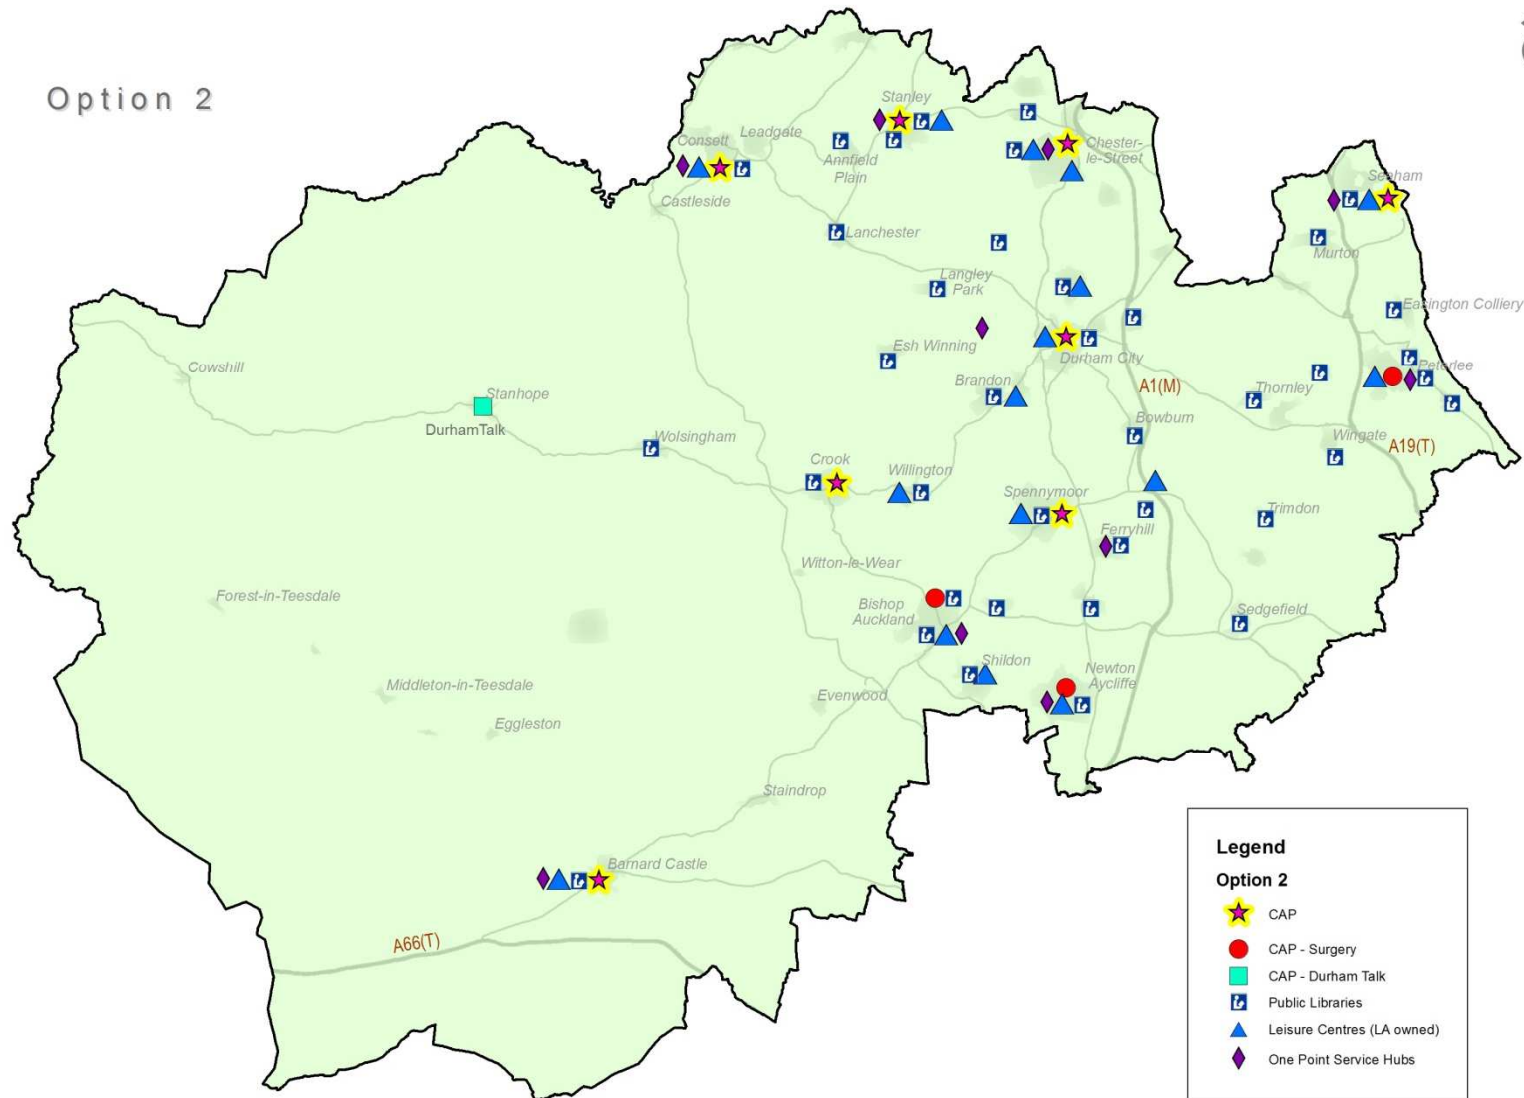 Option 2
Stanley
Consett
Leadgate
Annfield
Plain
Chester-
le-Street
Castleside
Seaham
Lanchester
Murton
Langley
Park
Easington Colliery
Esh Winning
Durham City
Cowshill
Stanhope
DurhamTalk
Brandon
A1(M)
Thornley
Peterlee
Wolsingham
Bowburn
Wingate
A19(T)
Crook
Willington
Spennymoor
Ferryhill
Trimdon
Witton-le-Wear
Forest-in-Teesdale
Bishop
Auckland
Sedgefield
Middleton-in-Teesdale
Shildon
Newton
Aycliffe
Evenwood
Eggleston
Staindrop
Barnard Castle
A66(T)
Legend
Option 2
CAP
CAP - Surgery
CAP - Durham Talk
Public Libraries
Leisure Centres (LA owned)
One Point Service Hubs